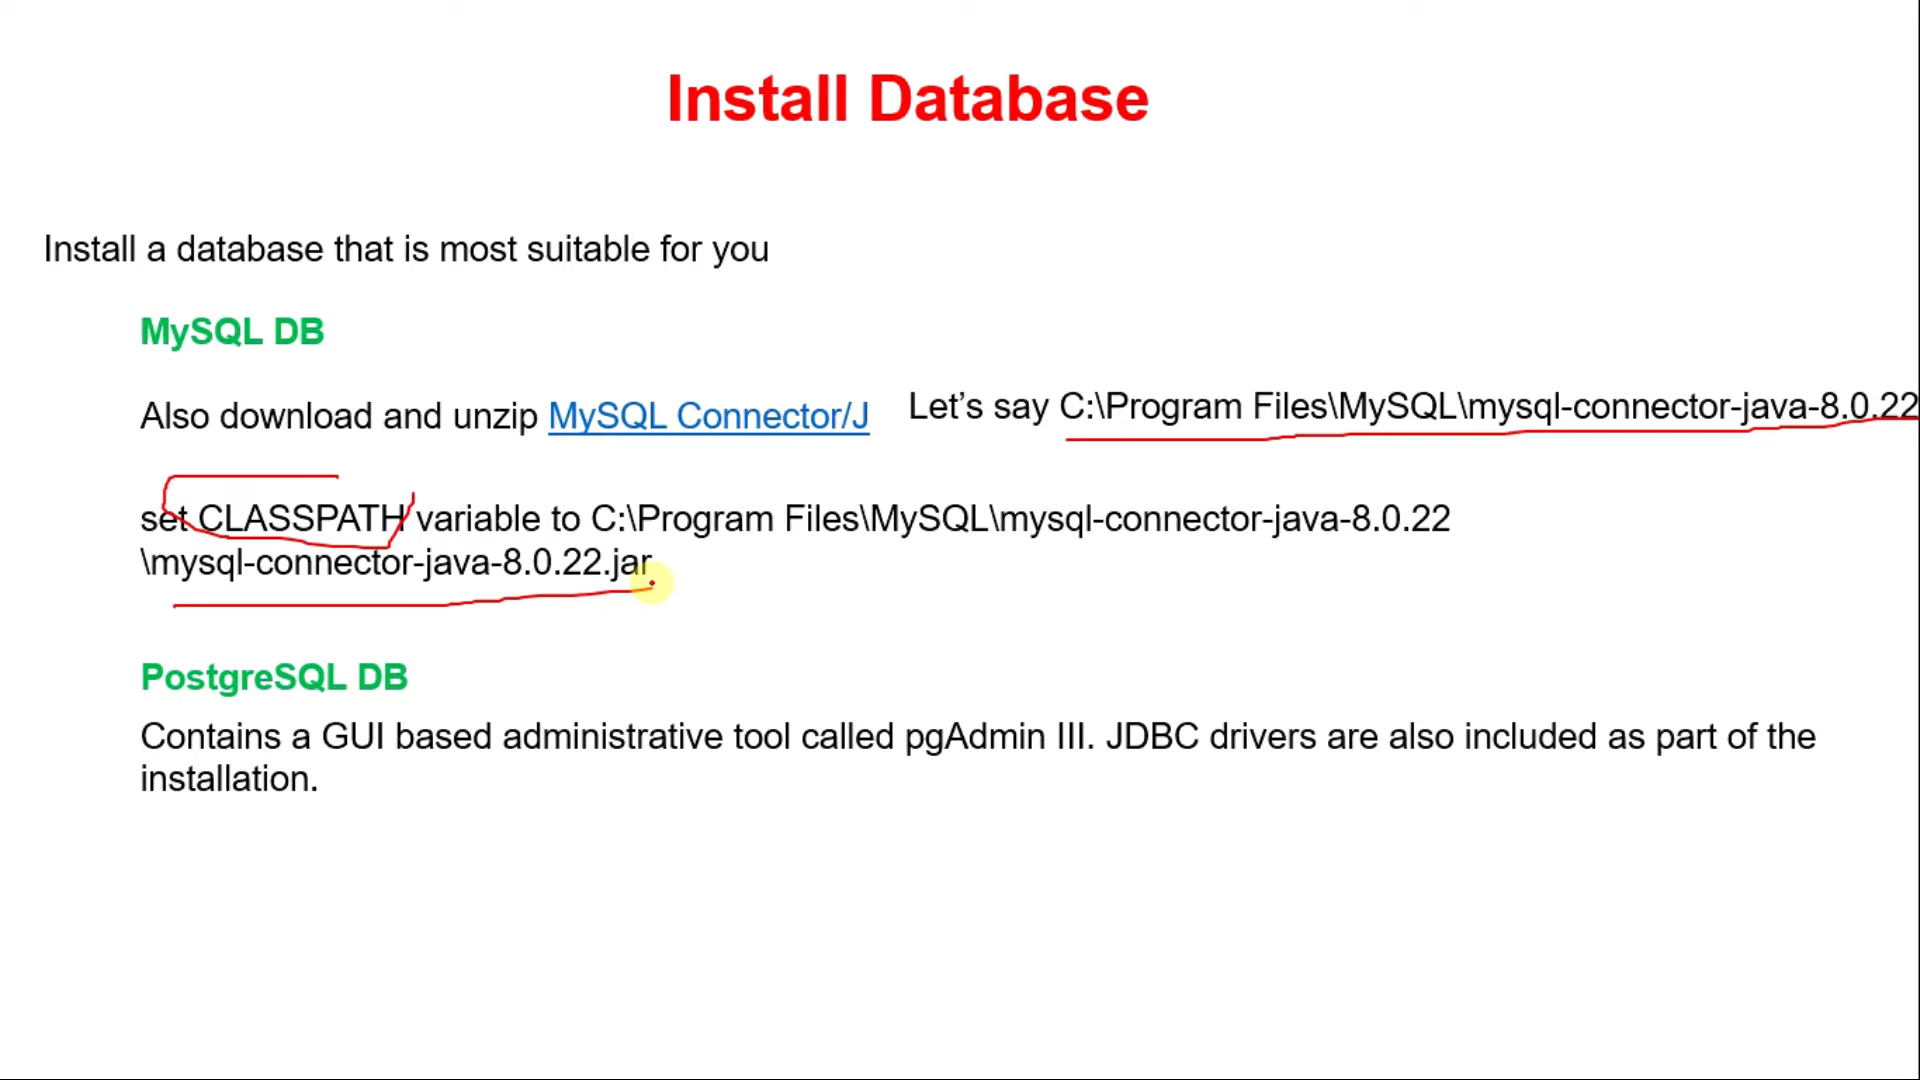 Install Database
Install a database that is most suitable for you
MySQL DB
Also download and unzip MySQL Connector/J Let’s say C:\Program Files\MySQL\mysql-connector-java-8.0.22
set CLASSPATH variable to C:\Program Files\MySQL\mysql-connector-java-8.0.22
\mysql-connector-java-8.0.22.jar
PostgreSQL DB
Contains a GUI based administrative tool called pgAdmin III. JDBC drivers are also included as part of the
installation.